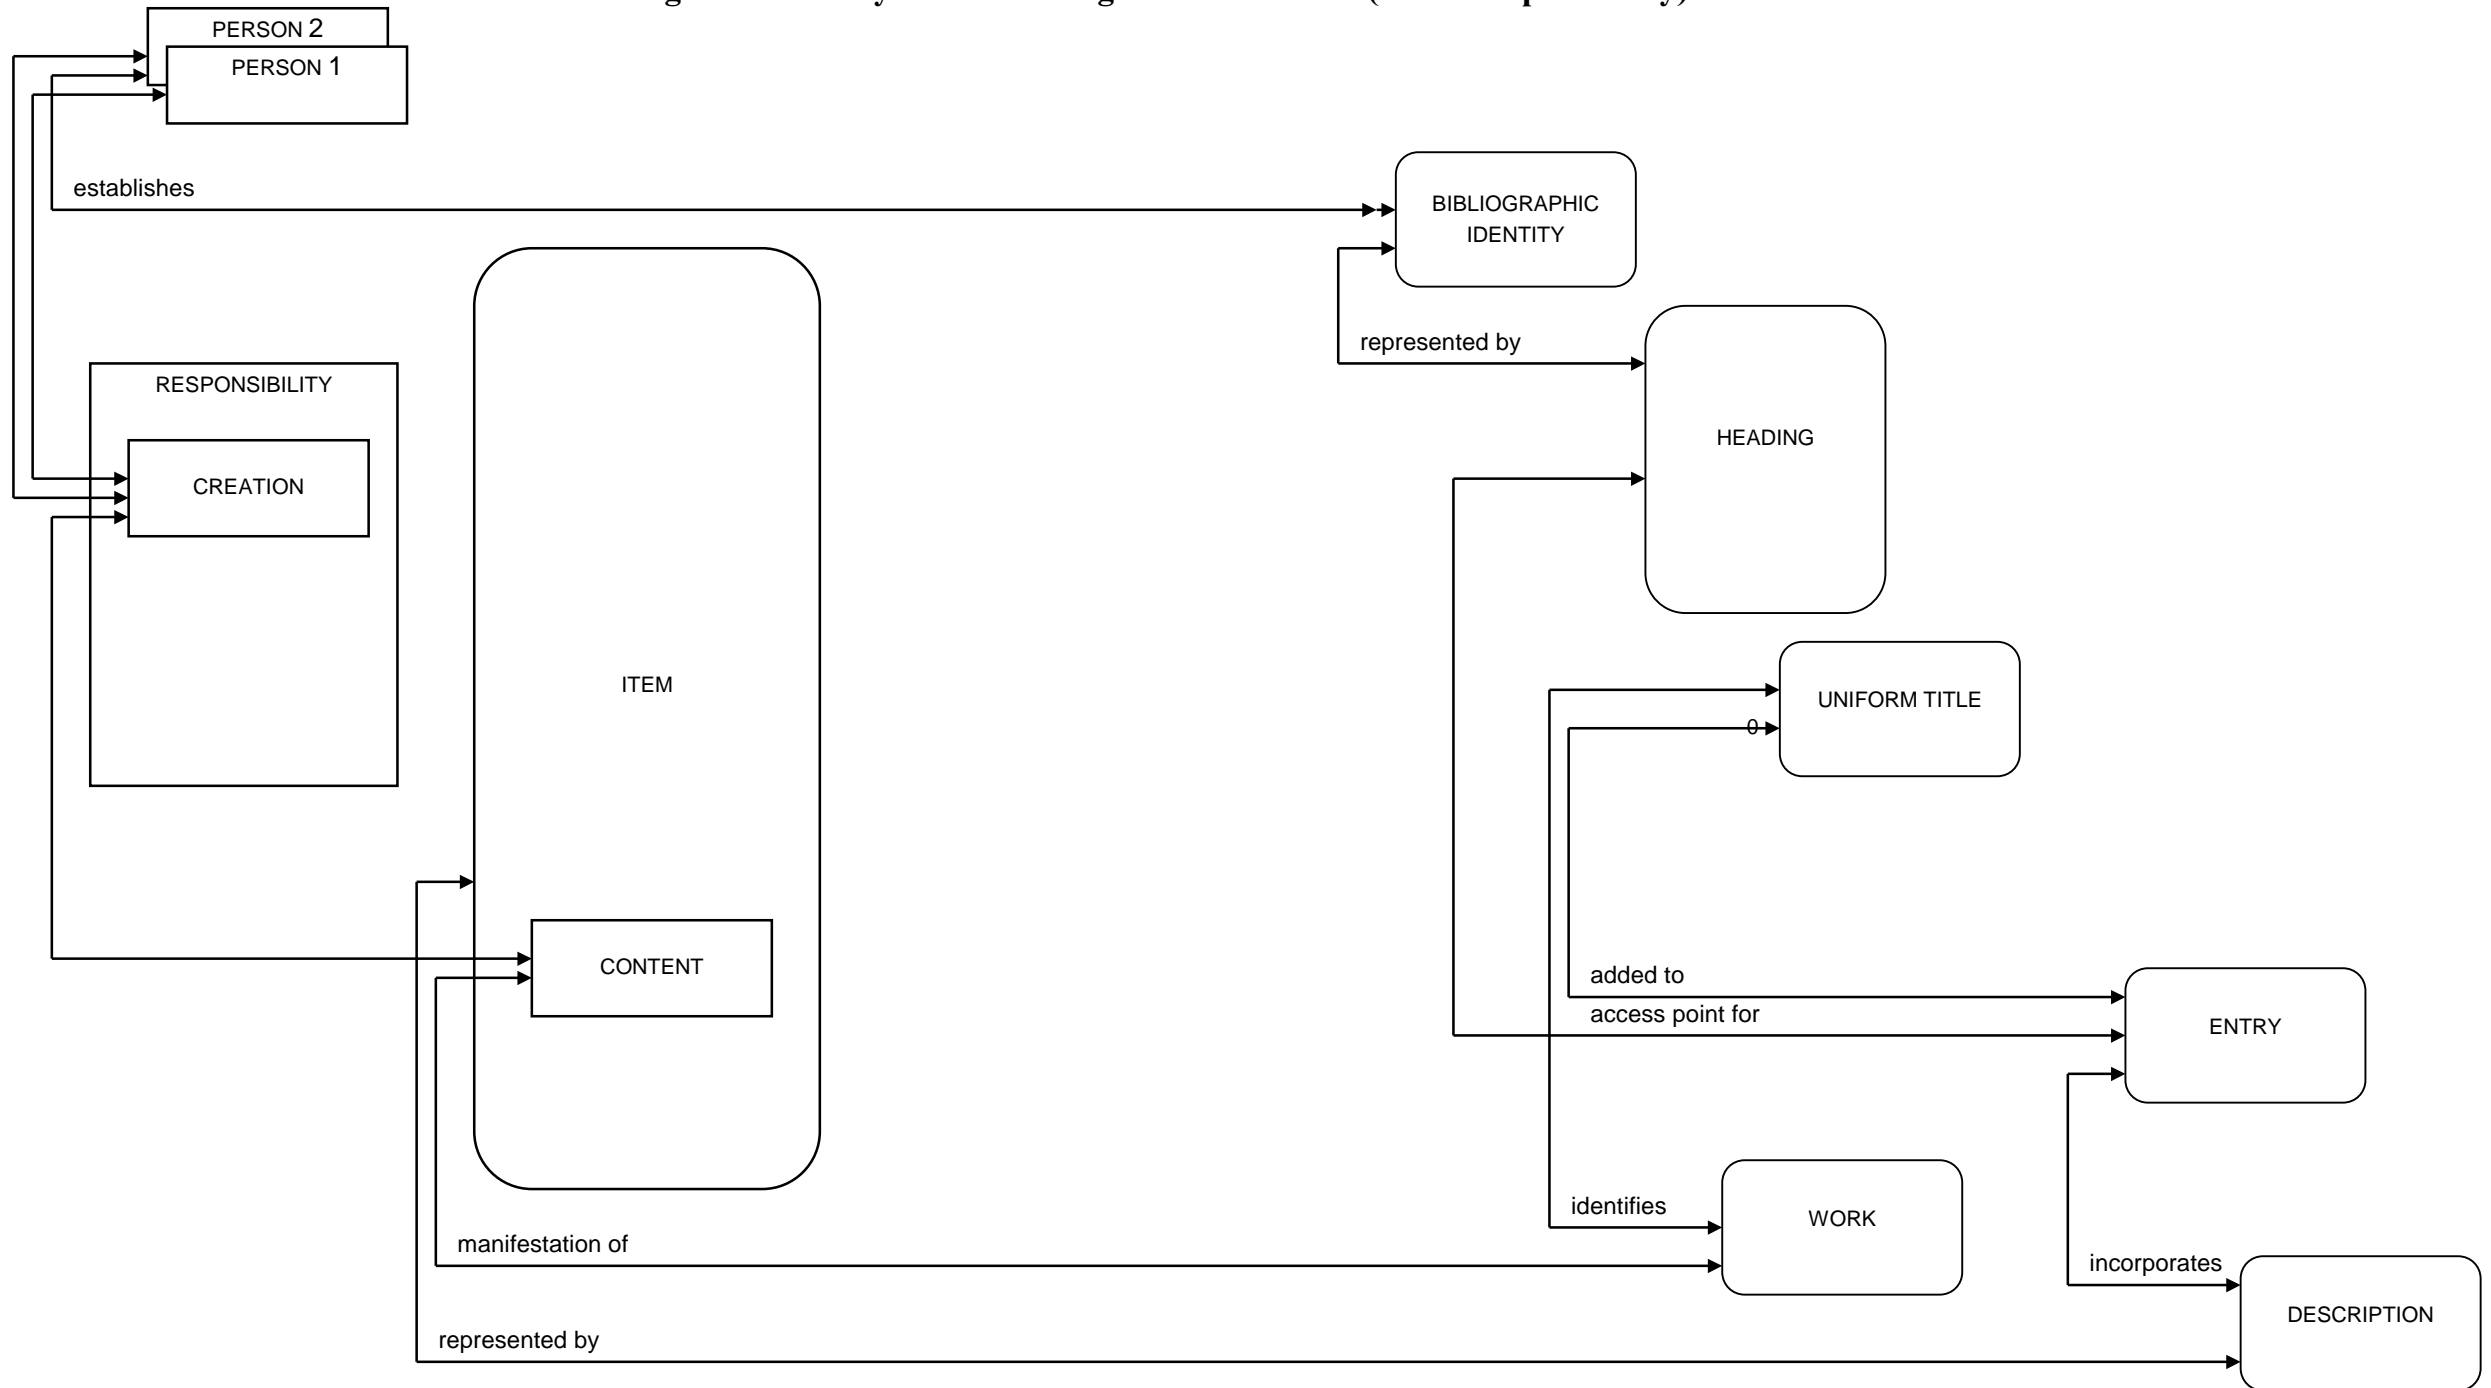 PERSON 2
PERSON 1
establishes
BIBLIOGRAPHIC
IDENTITY
represented by
RESPONSIBILITY
HEADING
CREATION
ITEM
UNIFORM TITLE
0
CONTENT
added to
access point for
ENTRY
identifies
WORK
manifestation of
incorporates
DESCRIPTION
represented by